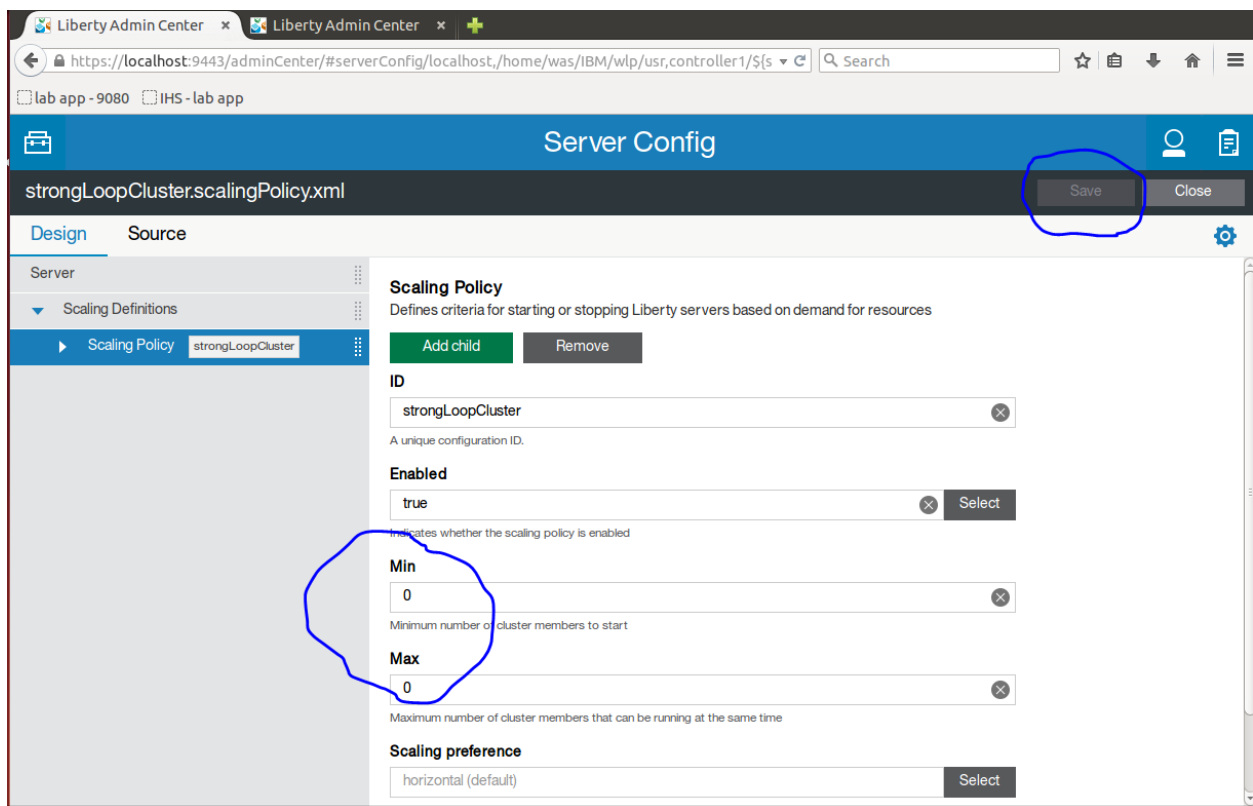 Liberty Admin Center × Liberty Admin Center ×
https://localhost:9443/adminCenter/#serverConfig/localhost,/home/was/IBM/wlp/usr,controller1/${s Search
lab app - 9080 IHS - lab app
Server Config
strongLoopCluster.scalingPolicy.xml Save Close
Design Source
Server
Scaling Definitions
Scaling Policy strongLoopCluster
Scaling Policy
Defines criteria for starting or stopping Liberty servers based on demand for resources
Add child Remove
ID
strongLoopCluster
A unique configuration ID.
Enabled
true Select
Indicates whether the scaling policy is enabled
Min
0
Minimum number of cluster members to start
Max
0
Maximum number of cluster members that can be running at the same time
Scaling preference
horizontal (default) Select